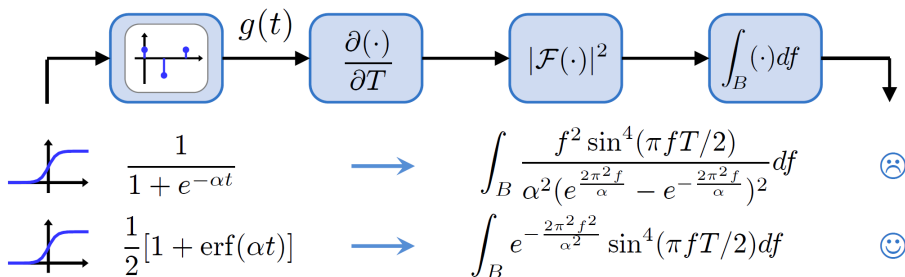 g(t)
∂(·)/∂T
|ℱ(·)|²
∫_B (·)df
1/(1 + e^{-αt})
∫_B f² sin⁴(πfT/2)/(α²(e^{2π²f/α} − e^{−2π²f/α})²) df
1/2[1 + erf(αt)]
∫_B e^{−2π²f²/α²} sin⁴(πfT/2)df